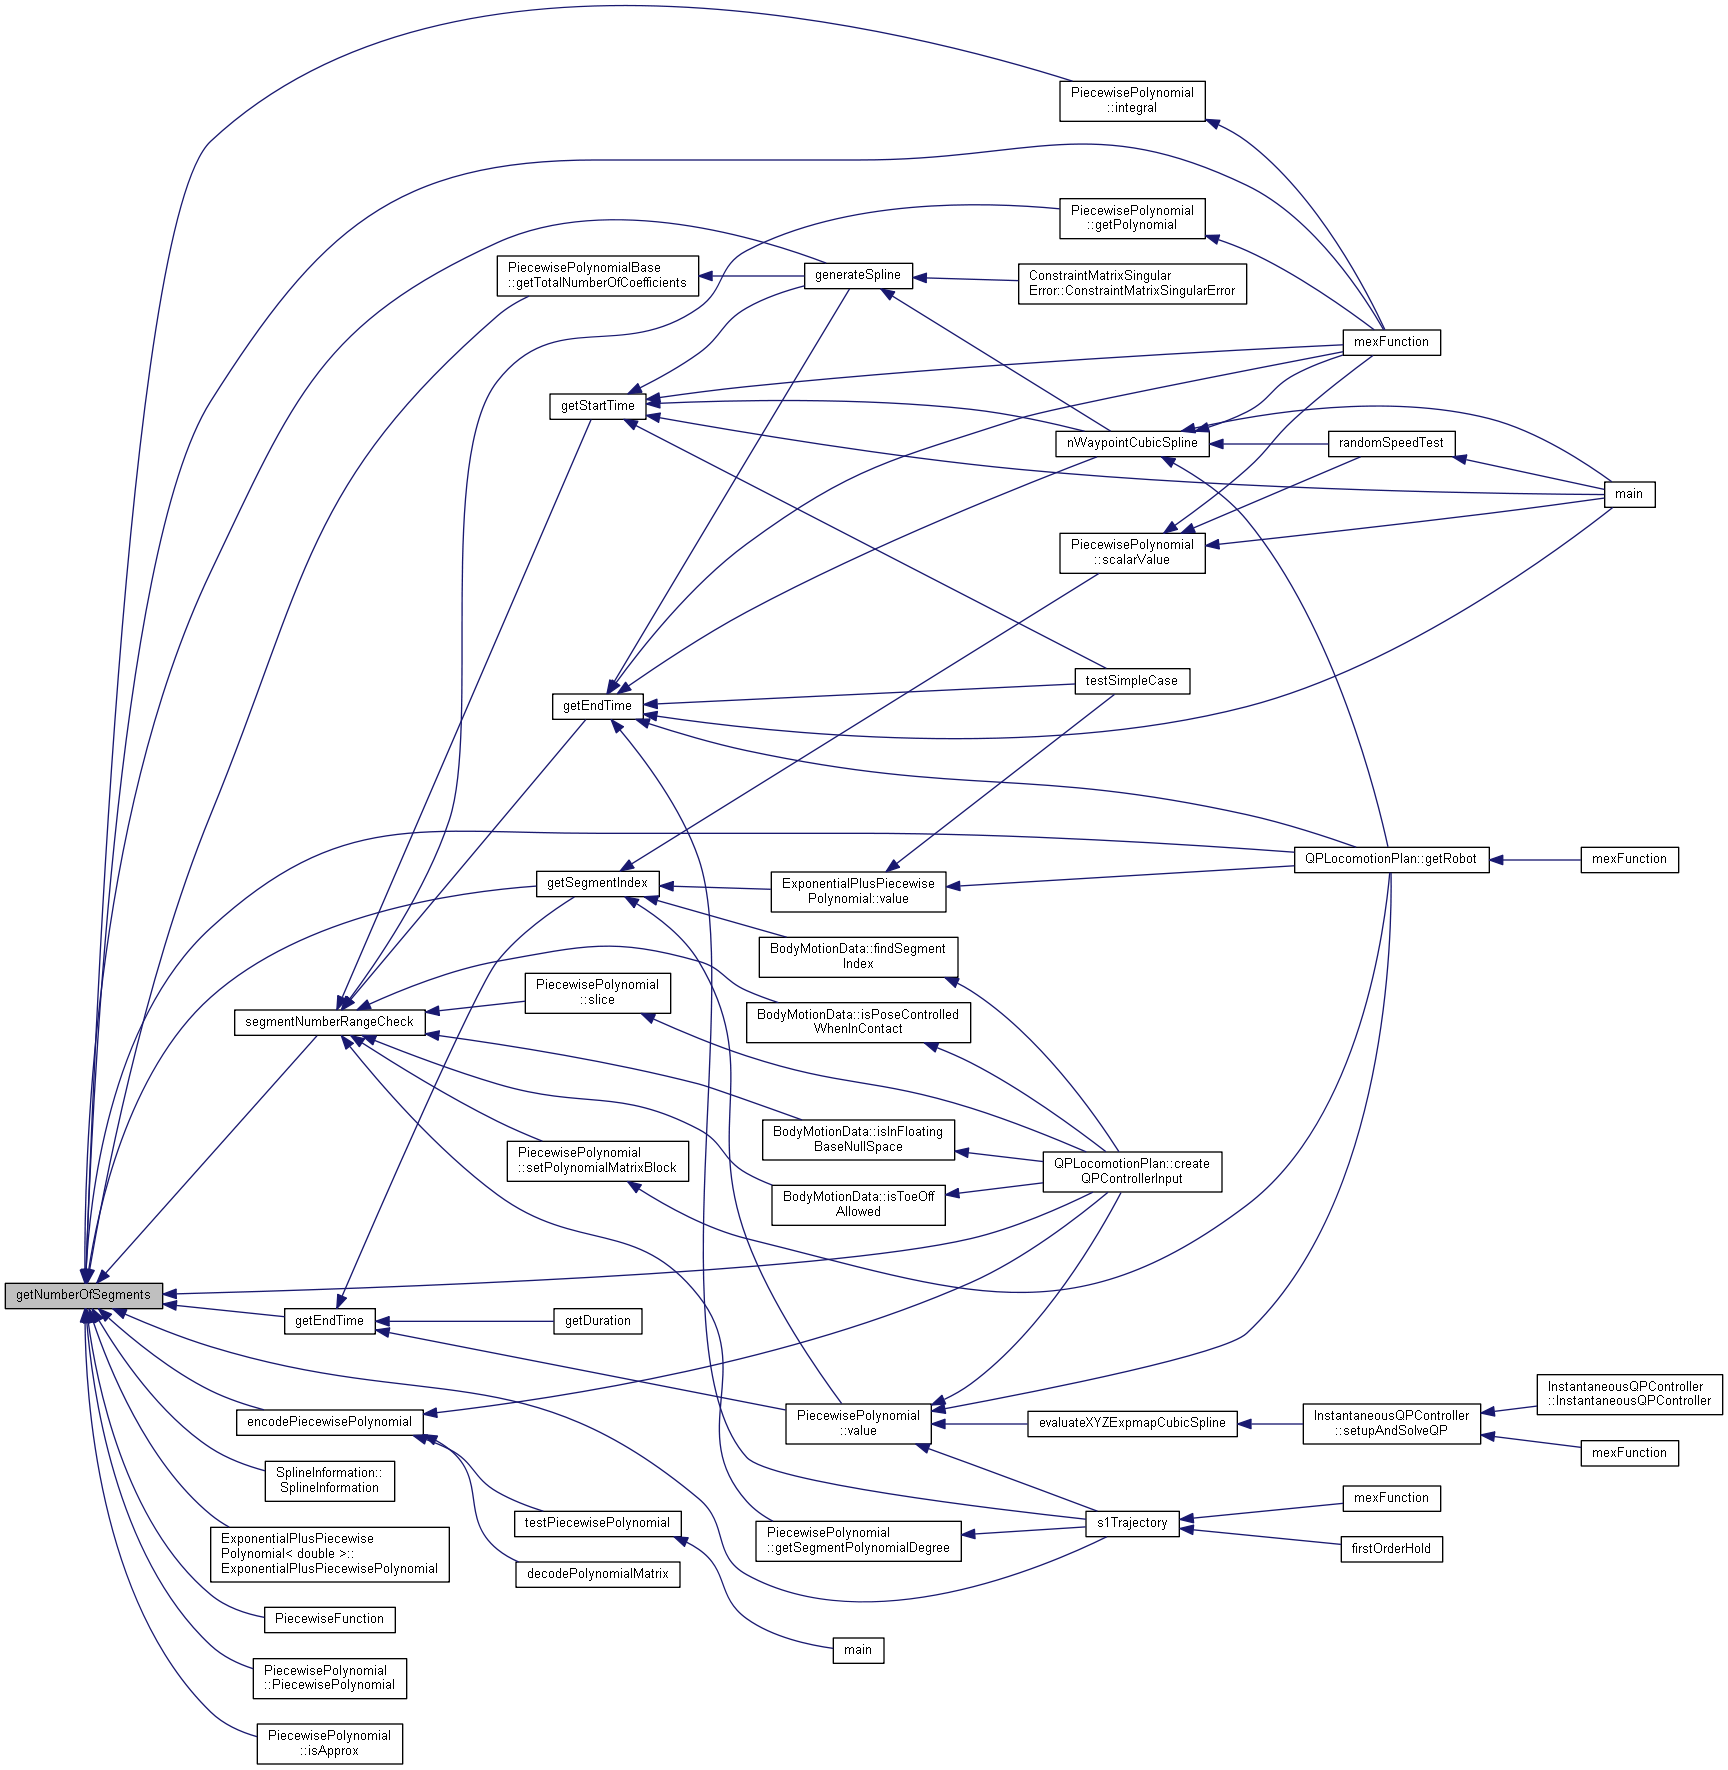 PiecewisePolynomial
::integral
PiecewisePolynomial
::getPolynomial
PiecewisePolynomialBase
::getTotalNumberOfCoefficients
generateSpline
ConstraintMatrixSingular
Error::ConstraintMatrixSingularError
mexFunction
getStartTime
nWaypointCubicSpline
randomSpeedTest
main
PiecewisePolynomial
::scalarValue
testSimpleCase
getEndTime
QPLocomotionPlan::getRobot
mexFunction
getSegmentIndex
ExponentialPlusPiecewise
Polynomial::value
BodyMotionData::findSegment
Index
PiecewisePolynomial
::slice
segmentNumberRangeCheck
BodyMotionData::isPoseControlled
WhenInContact
BodyMotionData::isInFloating
BaseNullSpace
PiecewisePolynomial
::setPolynomialMatrixBlock
QPLocomotionPlan::create
QPControllerInput
BodyMotionData::isToeOff
Allowed
getNumberOfSegments
getEndTime
getDuration
encodePiecewisePolynomial
PiecewisePolynomial
::value
evaluateXYZExpmapCubicSpline
InstantaneousQPController
::setupAndSolveQP
InstantaneousQPController
::InstantaneousQPController
mexFunction
SplineInformation::
SplineInformation
mexFunction
testPiecewisePolynomial
s1Trajectory
PiecewisePolynomial
::getSegmentPolynomialDegree
firstOrderHold
ExponentialPlusPiecewise
Polynomial< double >::
ExponentialPlusPiecewisePolynomial
decodePolynomialMatrix
PiecewiseFunction
main
PiecewisePolynomial
::PiecewisePolynomial
PiecewisePolynomial
::isApprox